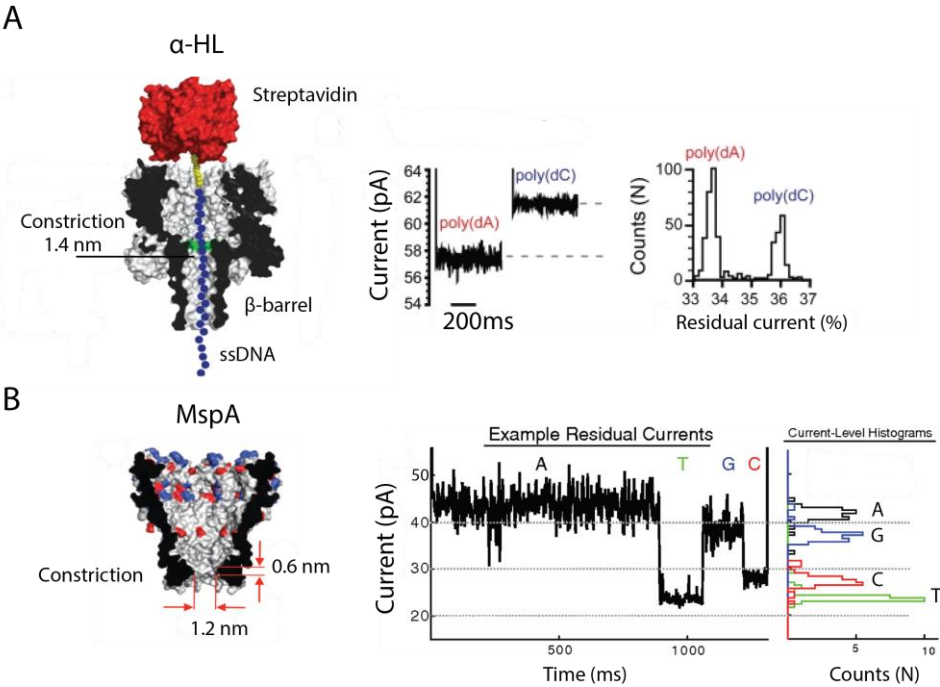 A
α-HL
Streptavidin
Constriction
1.4 nm
β-barrel
ssDNA
Current (pA)
64
62
60
58
56
54
poly(dA)
poly(dC)
200ms
Counts (N)
100
50
0
poly(dA)
poly(dC)
33 34 35 36 37
Residual current (%)
B
MspA
Constriction
0.6 nm
1.2 nm
Example Residual Currents
A T G C
Current (pA)
50
40
30
20
500 1000
Time (ms)
Current-Level Histograms
A
G
C
T
5 10
Counts (N)